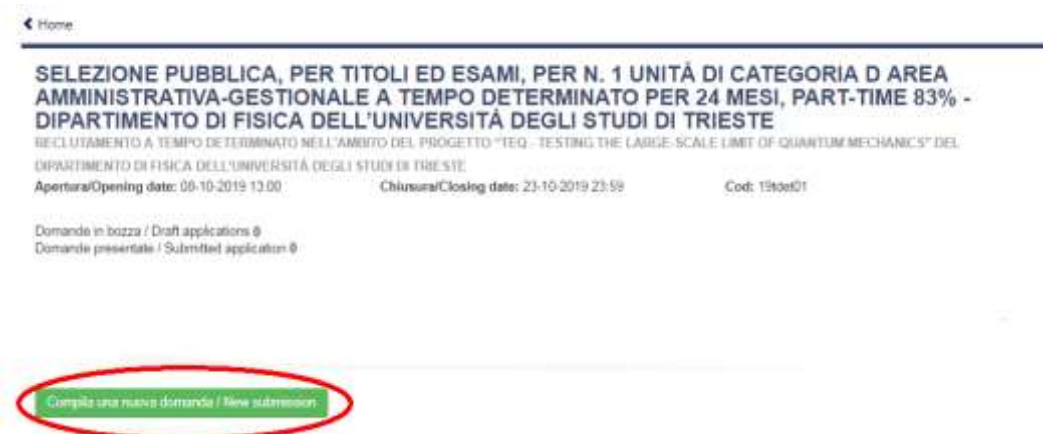 Home
SELEZIONE PUBBLICA, PER TITOLI ED ESAMI, PER N. 1 UNITÀ DI CATEGORIA D AREA
AMMINISTRATIVA-GESTIONALE A TEMPO DETERMINATO PER 24 MESI, PART-TIME 83% -
DIPARTIMENTO DI FISICA DELL'UNIVERSITÀ DEGLI STUDI DI TRIESTE
RECLUTAMENTO A TEMPO DETERMINATO NELL'AMBITO DEL PROGETTO "TEQ - TESTING THE LARGE-SCALE LIMIT OF QUANTUM MECHANICS" DEL
DIPARTIMENTO DI FISICA DELL'UNIVERSITÀ DEGLI STUDI DI TRIESTE
Apertura/Opening date: 08-10-2019 13:00 Chiusura/Closing date: 23-10-2019 23:59 Cod: 19tdet01
Domande in bozza / Draft applications 0
Domande presentate / Submitted application 0
Compila una nuova domanda / New submission